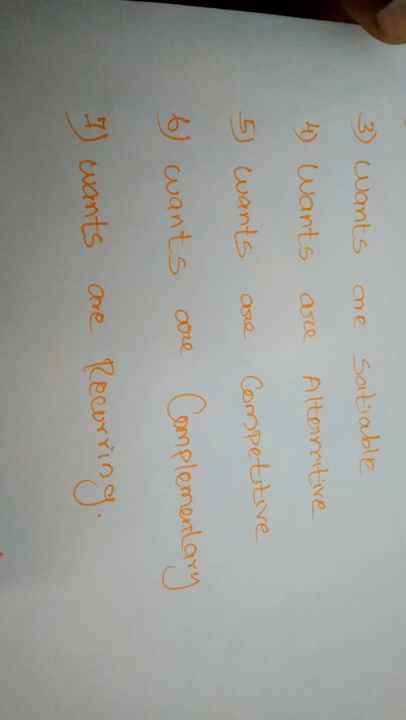 3) Wants are Satiable
4) Wants are Alternative
5) Wants are Competitive
6) Wants are Complementary
7) Wants are Recurring.